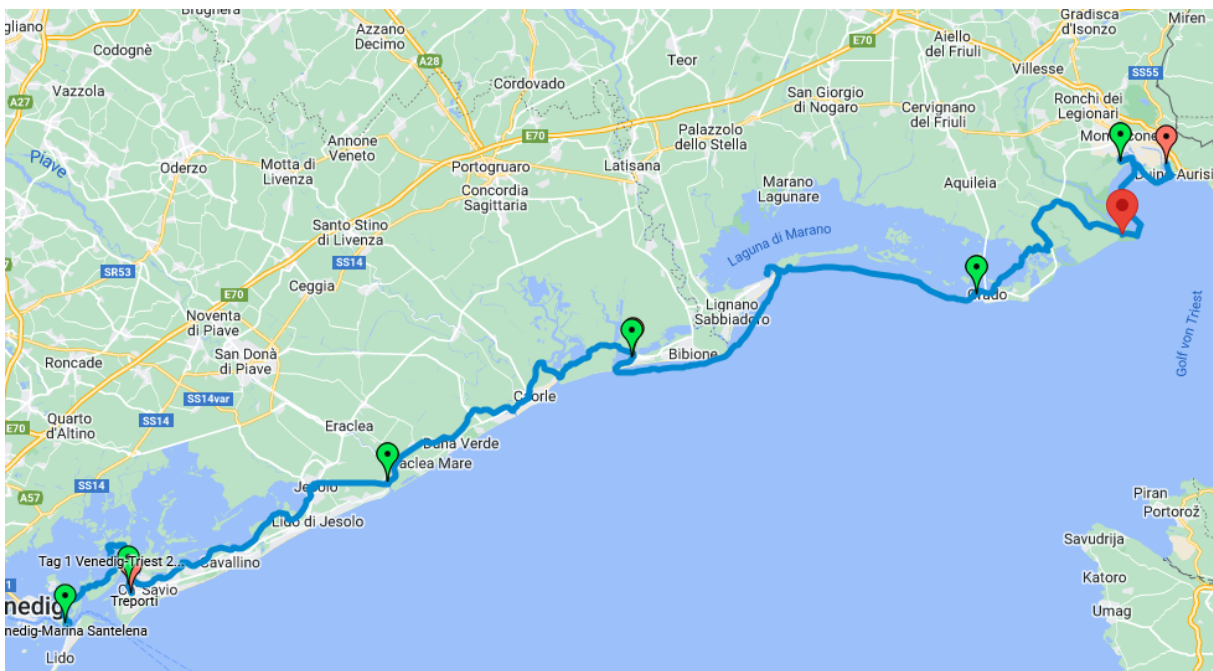 gliano
Brugnera
Codognè
Azzano
Decimo
A28
Cordovado
Teor
E70
Aiello
del Friuli
Gradisca
d'Isonzo
Miren
Villesse
SS55
A27
Vazzola
San Giorgio
di Nogaro
Cervignano
del Friuli
Ronchi dei
Legionari
Piave
Oderzo
Motta di
Livenza
Annone
Veneto
E70
Portogruaro
Latisana
Palazzolo
dello Stella
Concordia
Sagittaria
Marano
Lagunare
Aquileia
Santo Stino
di Livenza
SS14
Laguna di Marano
SR53
Ceggia
E70
Noventa
di Piave
Lignano
Sabbiadoro
Grado
Bibione
Golf von Triest
Roncade
San Donà
di Piave
SS14var
Caorle
Quarto
d'Altino
E70
SS14
Eraclea
Duna Verde
aclea Mare
A57
SS14
Jesolo
Lido di Jesolo
Piran
Portorož
Savudrija
Tag 1 Venedig-Triest 2...
Cavallino
Savio
Treporti
Katoro
Umag
nedig
nedig-Marina Santelena
Lido